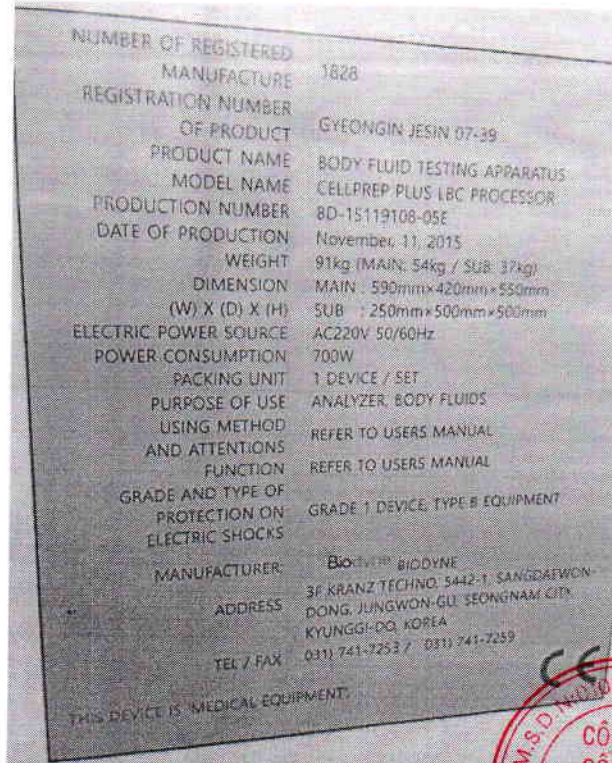 NUMBER OF REGISTERED
MANUFACTURE 1828
REGISTRATION NUMBER
OF PRODUCT GYEONGIN JESIN 07-39
PRODUCT NAME BODY FLUID TESTING APPARATUS
MODEL NAME CELLPREP PLUS LBC PROCESSOR
PRODUCTION NUMBER BD-15119108-05E
DATE OF PRODUCTION November, 11, 2015
WEIGHT 91kg (MAIN: 54kg / SUB: 37kg)
DIMENSION MAIN : 590mm×420mm×550mm
(W) X (D) X (H) SUB : 250mm×500mm×500mm
ELECTRIC POWER SOURCE AC220V 50/60Hz
POWER CONSUMPTION 700W
PACKING UNIT 1 DEVICE / SET
PURPOSE OF USE ANALYZER, BODY FLUIDS
USING METHOD
AND ATTENTIONS REFER TO USERS MANUAL
FUNCTION REFER TO USERS MANUAL
GRADE AND TYPE OF
PROTECTION ON GRADE 1 DEVICE, TYPE B EQUIPMENT
ELECTRIC SHOCKS
MANUFACTURER Biodyne BIODYNE
3F KRANZ TECHNO, 5442-1, SANGDAEWON-
ADDRESS DONG, JUNGWON-GU, SEONGNAM CITY,
KYUNGGI-DO, KOREA
TEL / FAX 031) 741-7253 / 031) 741-7259
CE
THIS DEVICE IS 'MEDICAL EQUIPMENT'.
M.S.D.
CO